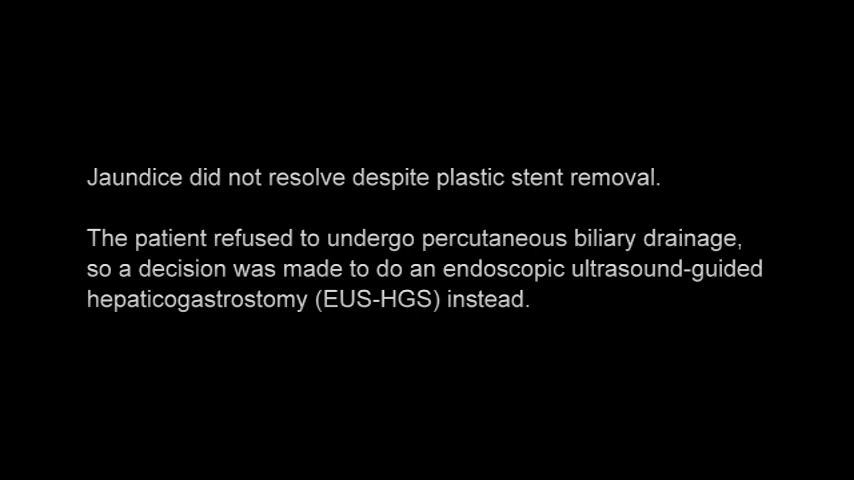 Jaundice did not resolve despite plastic stent removal.
The patient refused to undergo percutaneous biliary drainage,
so a decision was made to do an endoscopic ultrasound-guided
hepaticogastrostomy (EUS-HGS) instead.